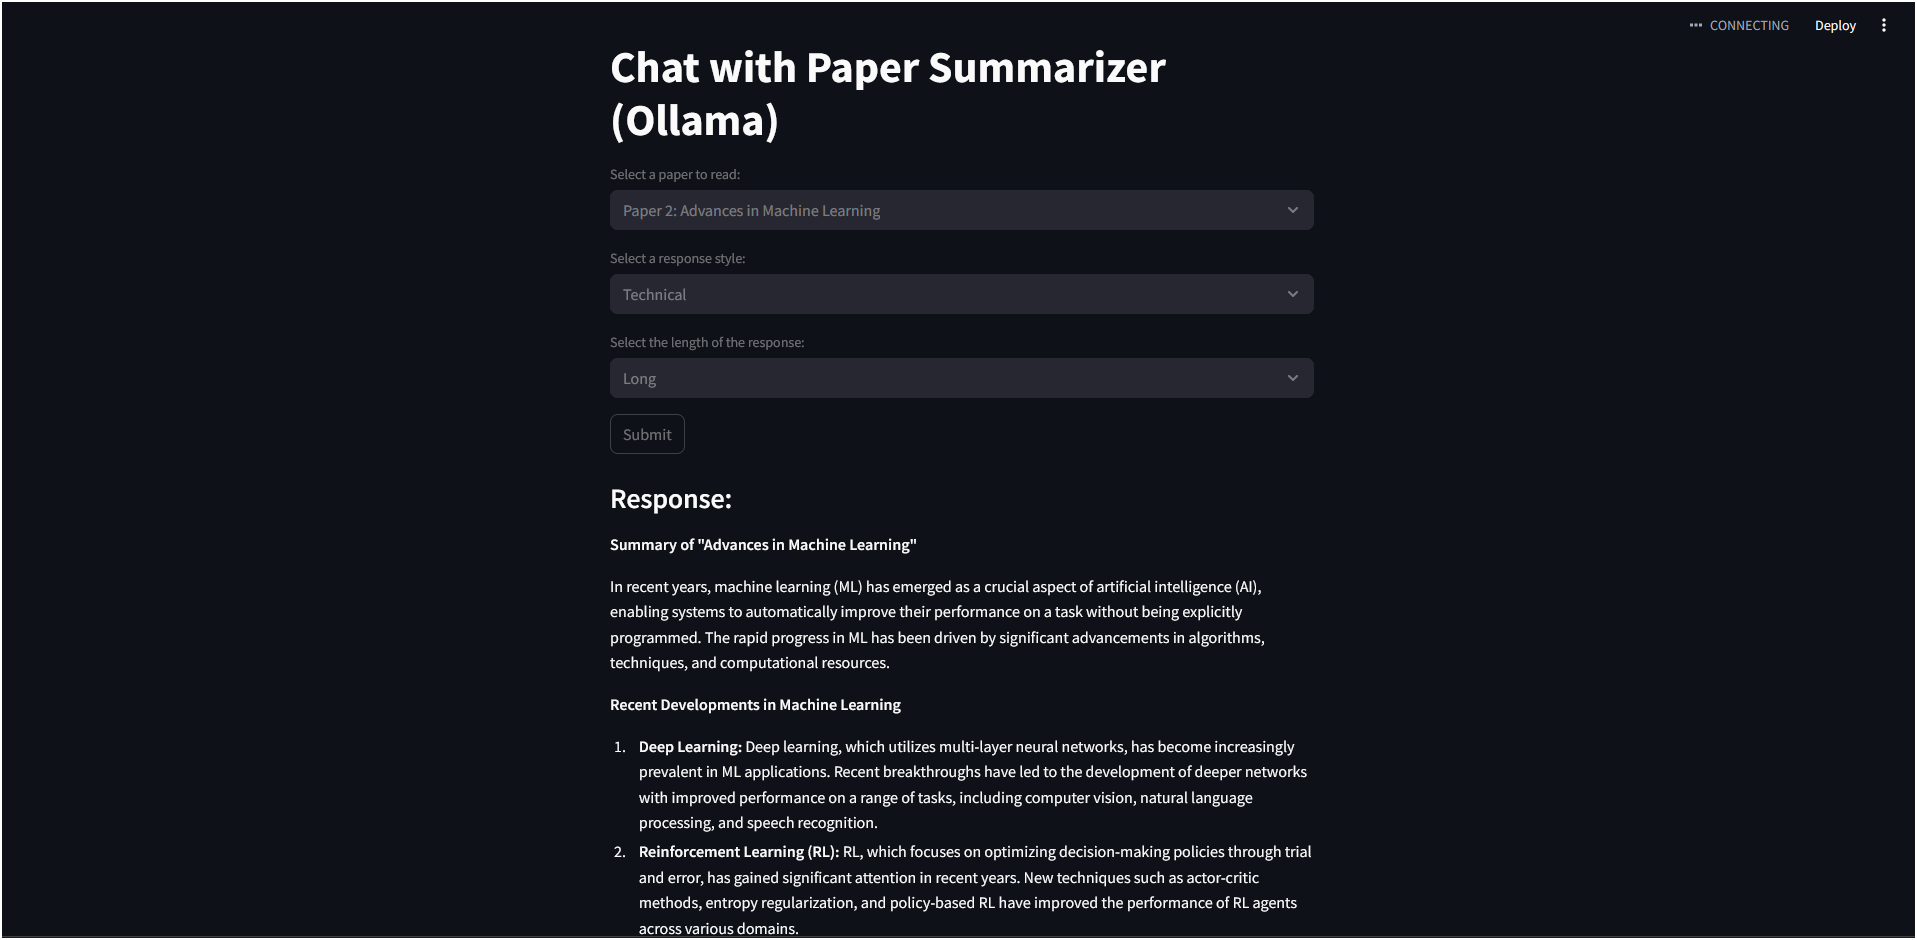 CONNECTING
Deploy
Chat with Paper Summarizer
(Ollama)
Select a paper to read:
Paper 2: Advances in Machine Learning
Select a response style:
Technical
Select the length of the response:
Long
Submit
Response:
Summary of "Advances in Machine Learning"
In recent years, machine learning (ML) has emerged as a crucial aspect of artificial intelligence (AI),
enabling systems to automatically improve their performance on a task without being explicitly
programmed. The rapid progress in ML has been driven by significant advancements in algorithms,
techniques, and computational resources.
Recent Developments in Machine Learning
1. Deep Learning: Deep learning, which utilizes multi-layer neural networks, has become increasingly
prevalent in ML applications. Recent breakthroughs have led to the development of deeper networks
with improved performance on a range of tasks, including computer vision, natural language
processing, and speech recognition.
2. Reinforcement Learning (RL): RL, which focuses on optimizing decision-making policies through trial
and error, has gained significant attention in recent years. New techniques such as actor-critic
methods, entropy regularization, and policy-based RL have improved the performance of RL agents
across various domains.